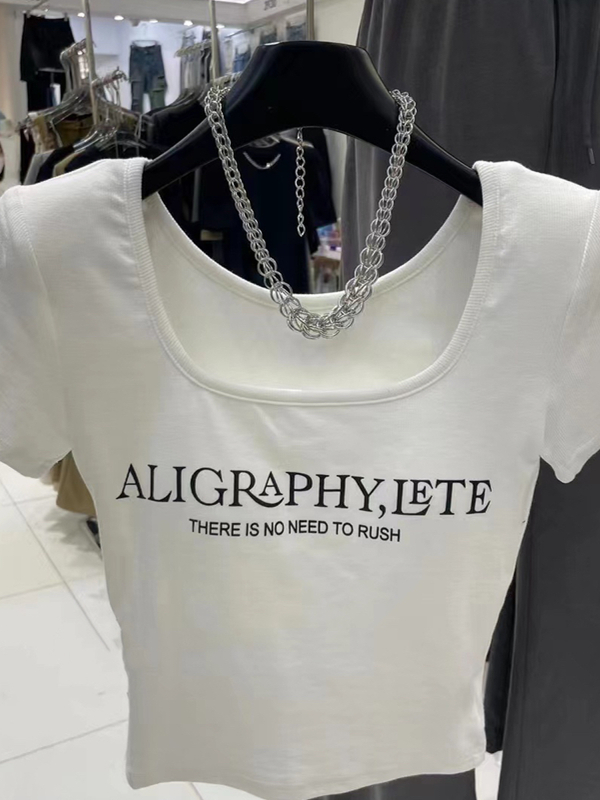 ALIGRAPHY, LETE
THERE IS NO NEED TO RUSH